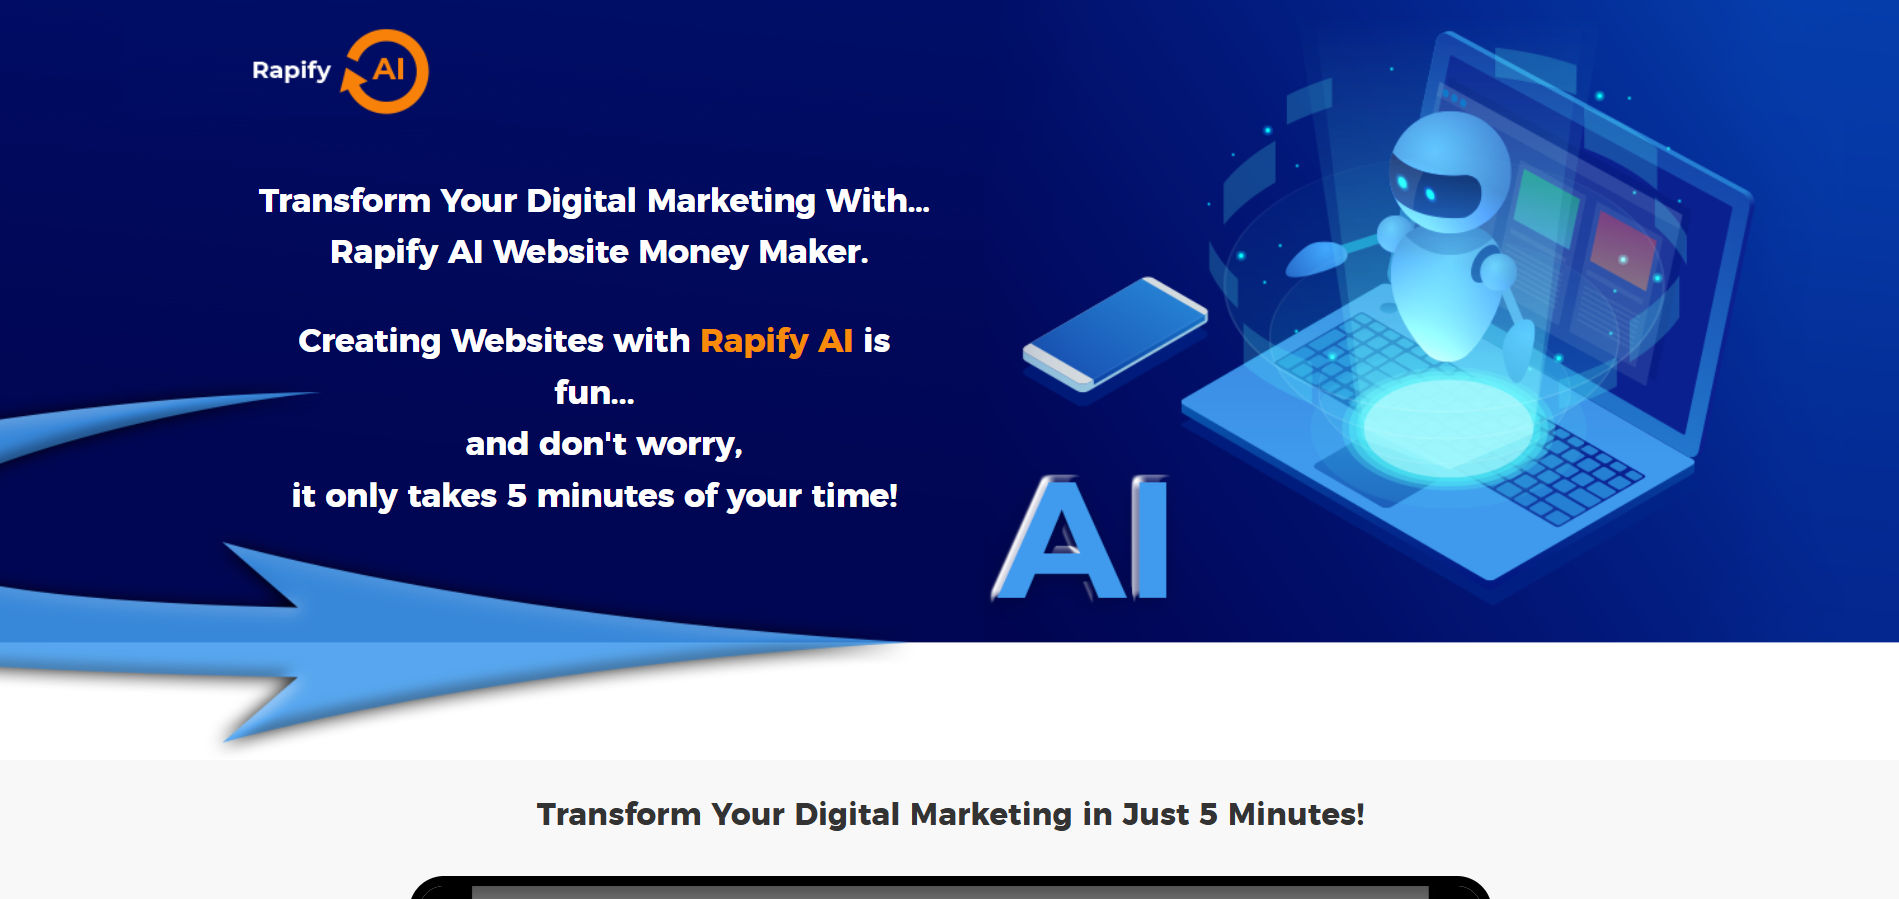 Rapify AI
Transform Your Digital Marketing With...
Rapify AI Website Money Maker.
Creating Websites with Rapify AI is
fun...
and don't worry,
it only takes 5 minutes of your time!
AI
Transform Your Digital Marketing in Just 5 Minutes!